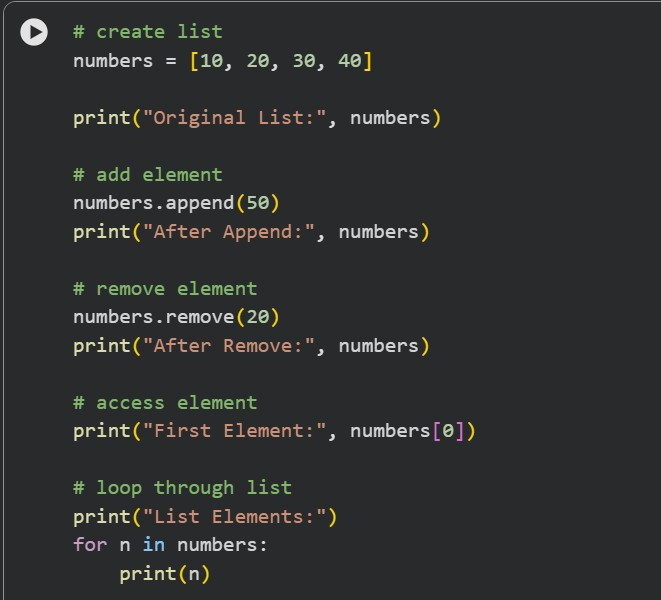 # create list
numbers = [10, 20, 30, 40]
print("Original List:", numbers)
# add element
numbers.append(50)
print("After Append:", numbers)
# remove element
numbers.remove(20)
print("After Remove:", numbers)
# access element
print("First Element:", numbers[0])
# loop through list
print("List Elements:")
for n in numbers:
    print(n)